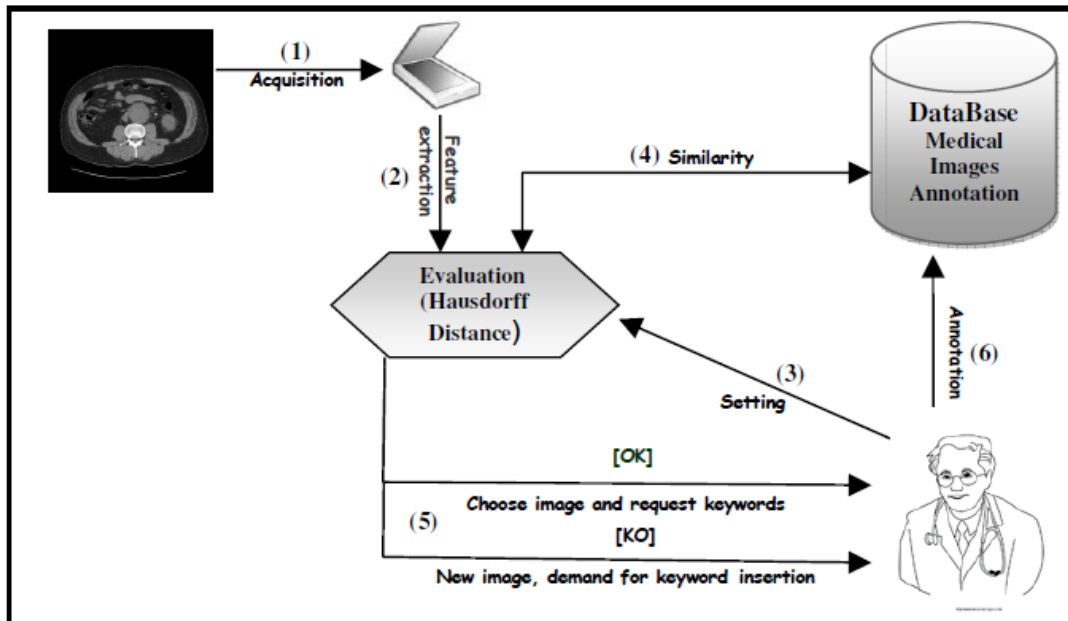 (1)
Acquisition
Feature
extraction
(2)
(4) Similarity
DataBase
Medical
Images
Annotation
Evaluation
(Hausdorff
Distance)
(3)
Setting
Annotation
(6)
[OK]
Choose image and request keywords
(5)
[KO]
New image, demand for keyword insertion